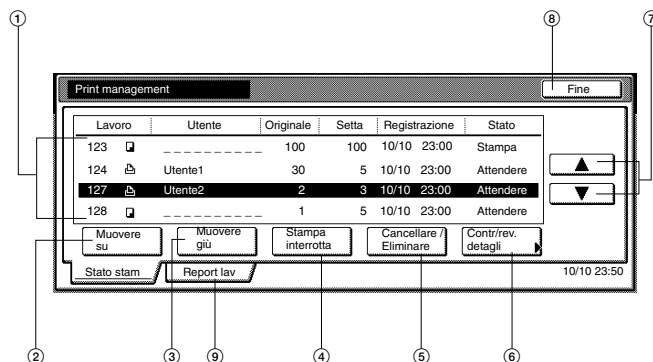 ① ⑧ ⑦
Print management Fine
Lavoro Utente Originale Setta Registrazione Stato
123 _ _ _ _ _ _ _ _ _ _ 100 100 10/10 23:00 Stampa
124 Utente1 30 5 10/10 23:00 Attendere
127 Utente2 2 3 10/10 23:00 Attendere
128 _ _ _ _ _ _ _ _ _ _ 1 5 10/10 23:00 Attendere
Muovere su
Muovere giù
Stampa interrotta
Cancellare / Eliminare
Contr/rev. detagli
Stato stam Report lav 10/10 23:50
② ③ ⑨ ④ ⑤ ⑥